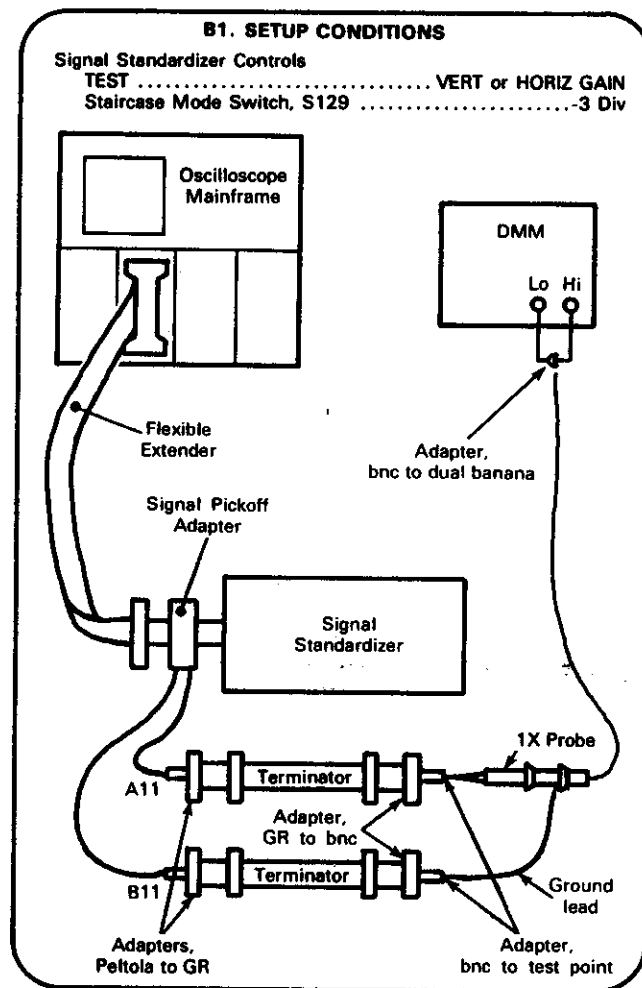 B1. SETUP CONDITIONS
Signal Standardizer Controls
TEST ................................ VERT or HORIZ GAIN
Staircase Mode Switch, S129 ....................... -3 Div
Oscilloscope
Mainframe
DMM
Lo Hi
Flexible
Extender
Adapter,
bnc to dual banana
Signal Pickoff
Adapter
Signal
Standardizer
1X Probe
A11
Terminator
Adapter,
GR to bnc
B11
Terminator
Ground
lead
Adapters,
Peltola to GR
Adapter,
bnc to test point